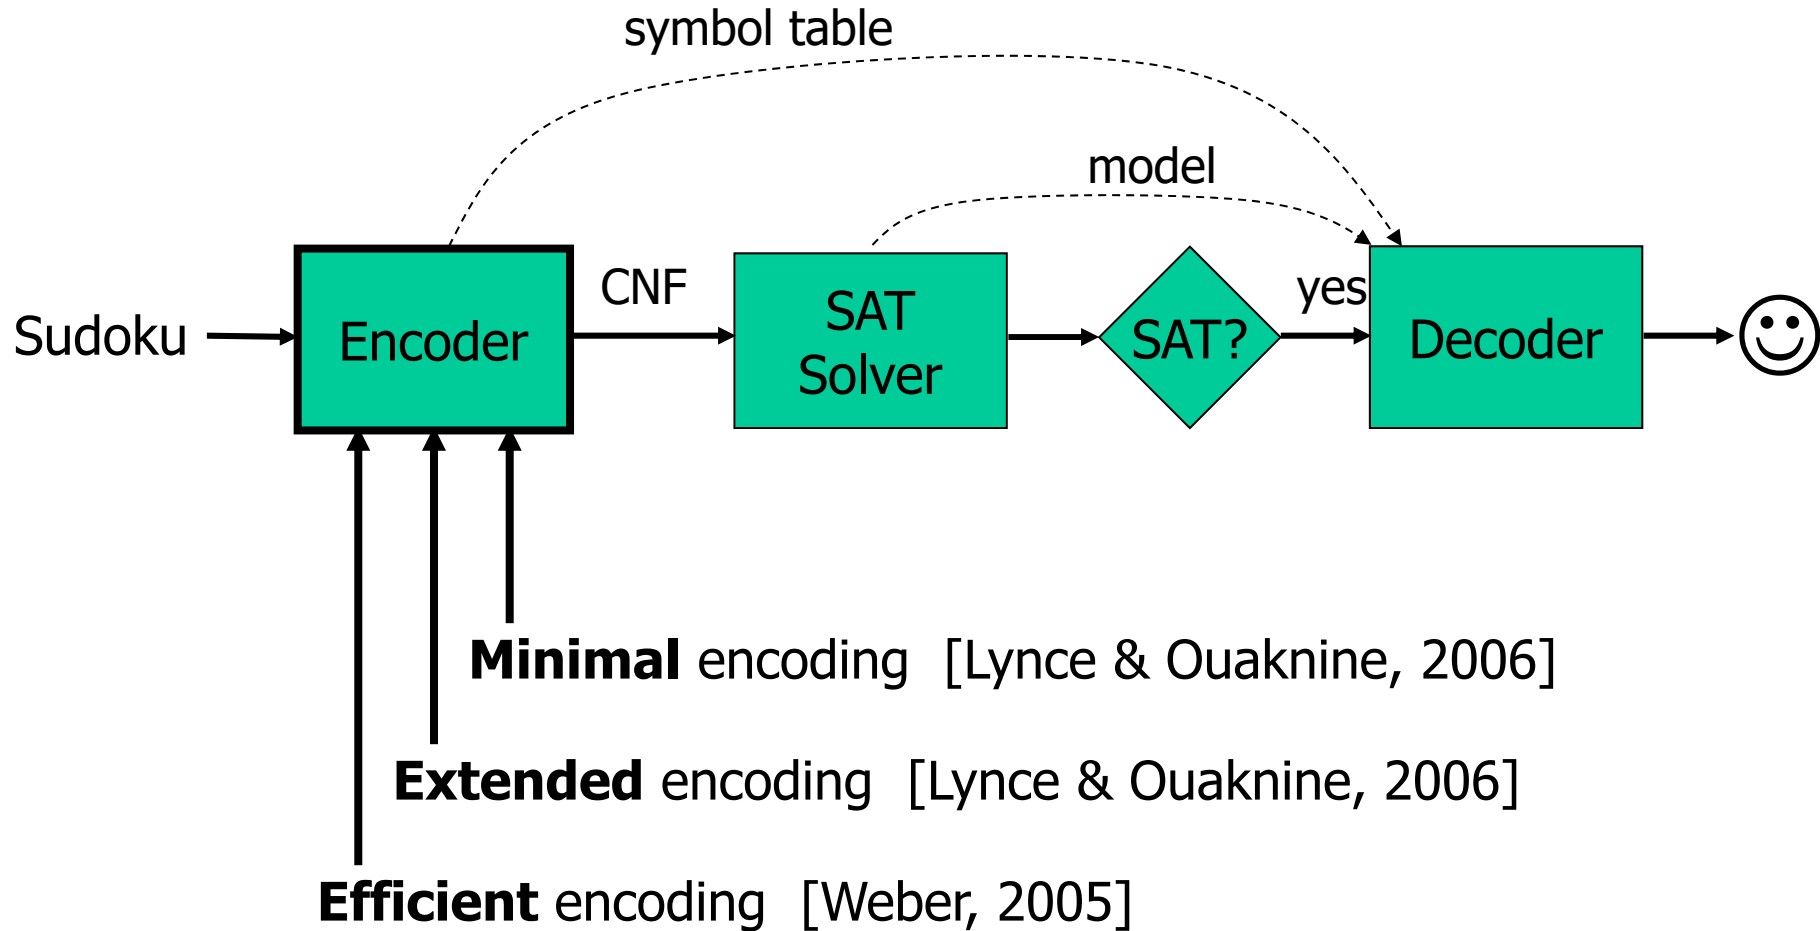 symbol table
model
Sudoku
Encoder
CNF
SAT
Solver
SAT?
yes
Decoder
Minimal encoding [Lynce & Ouaknine, 2006]
Extended encoding [Lynce & Ouaknine, 2006]
Efficient encoding [Weber, 2005]